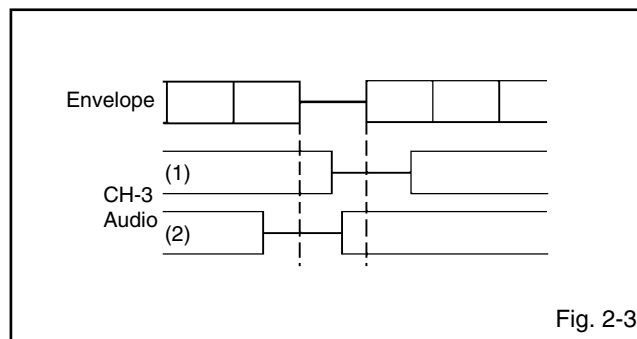 Envelope
(1)
CH-3
Audio
(2)
Fig. 2-3